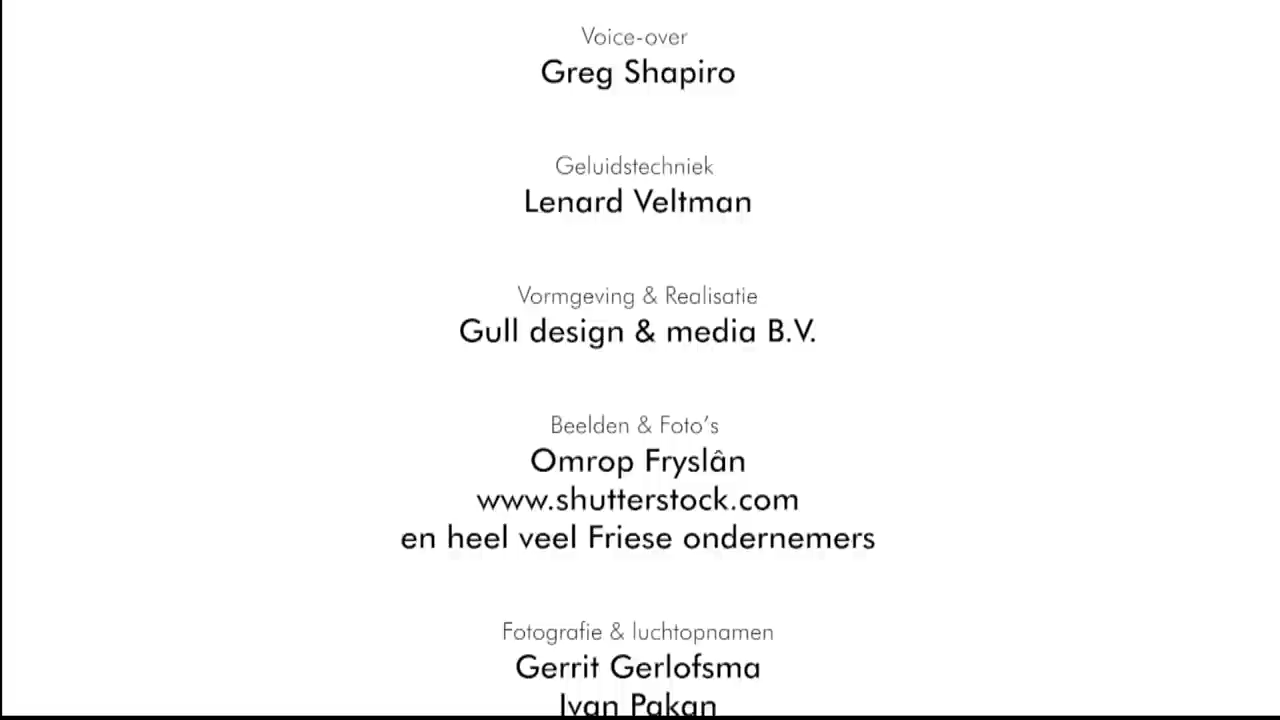 Voice-over
Greg Shapiro
Geluidstechniek
Lenard Veltman
Vormgeving & Realisatie
Gull design & media B.V.
Beelden & Foto's
Omrop Fryslân
www.shutterstock.com
en heel veel Friese ondernemers
Fotografie & luchtopnamen
Gerrit Gerlofsma
Ivan Pakan